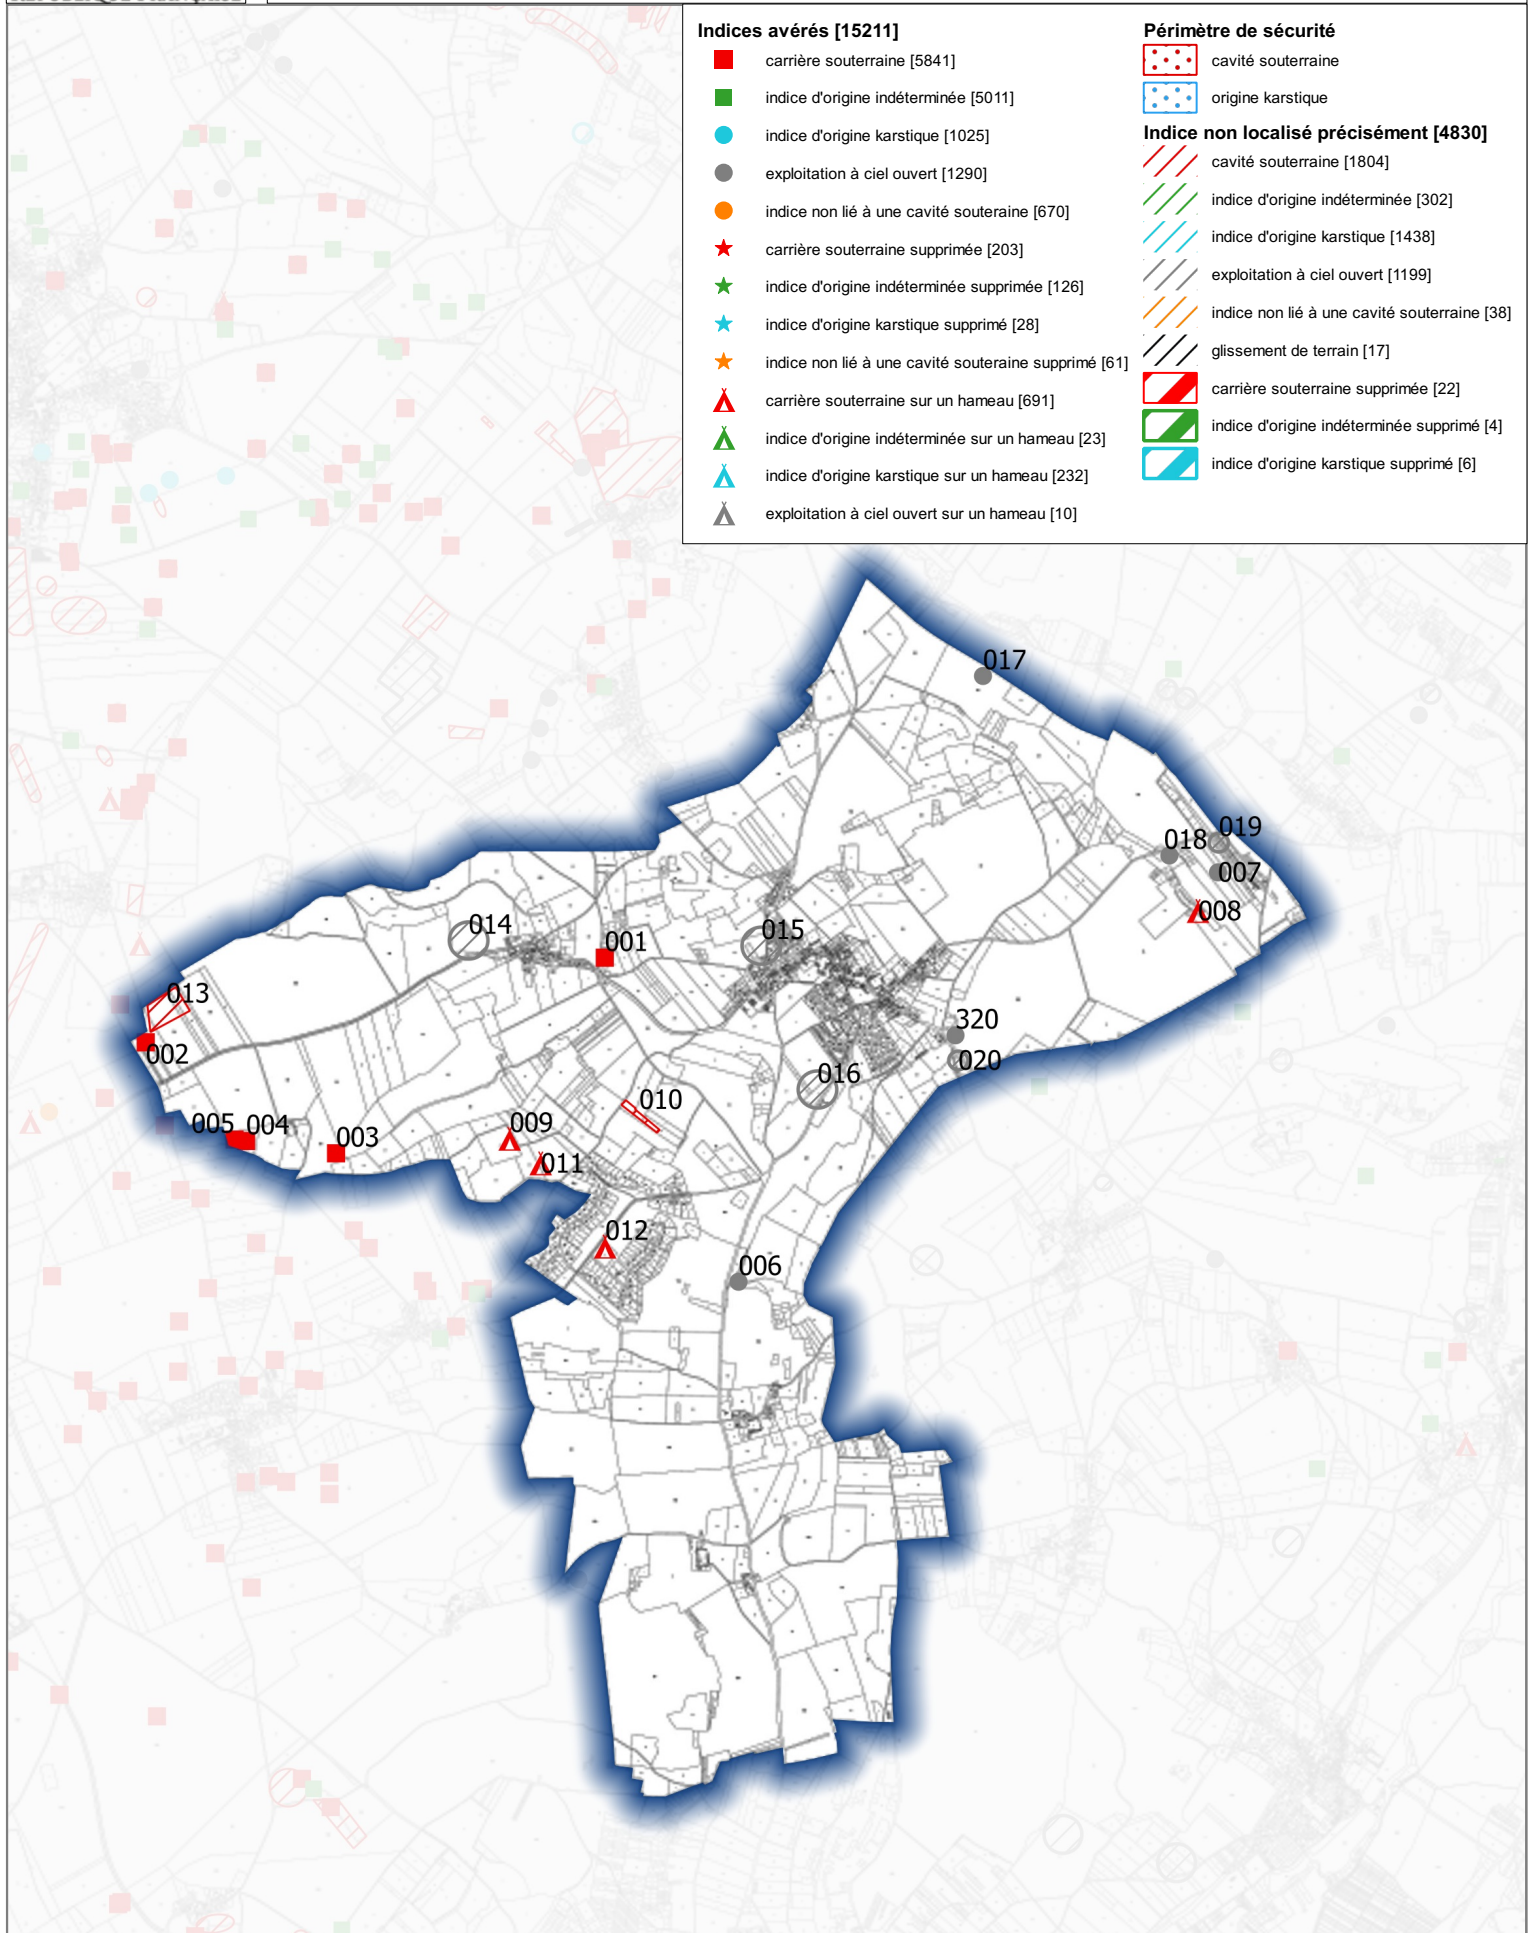 Indices avérés [15211]
carrière souterraine [5841]
indice d'origine indéterminée [5011]
indice d'origine karstique [1025]
exploitation à ciel ouvert [1290]
indice non lié à une cavité souteraine [670]
carrière souterraine supprimée [203]
indice d'origine indéterminée supprimée [126]
indice d'origine karstique supprimé [28]
indice non lié à une cavité souteraine supprimé [61]
carrière souterraine sur un hameau [691]
indice d'origine indéterminée sur un hameau [23]
indice d'origine karstique sur un hameau [232]
exploitation à ciel ouvert sur un hameau [10]
Périmètre de sécurité
cavité souterraine
origine karstique
Indice non localisé précisément [4830]
cavité souterraine [1804]
indice d'origine indéterminée [302]
indice d'origine karstique [1438]
exploitation à ciel ouvert [1199]
indice non lié à une cavité souterraine [38]
glissement de terrain [17]
carrière souterraine supprimée [22]
indice d'origine indéterminée supprimé [4]
indice d'origine karstique supprimé [6]
017
019
018
007
008
014
015
001
013
320
002
020
016
010
005
004
009
003
011
012
006